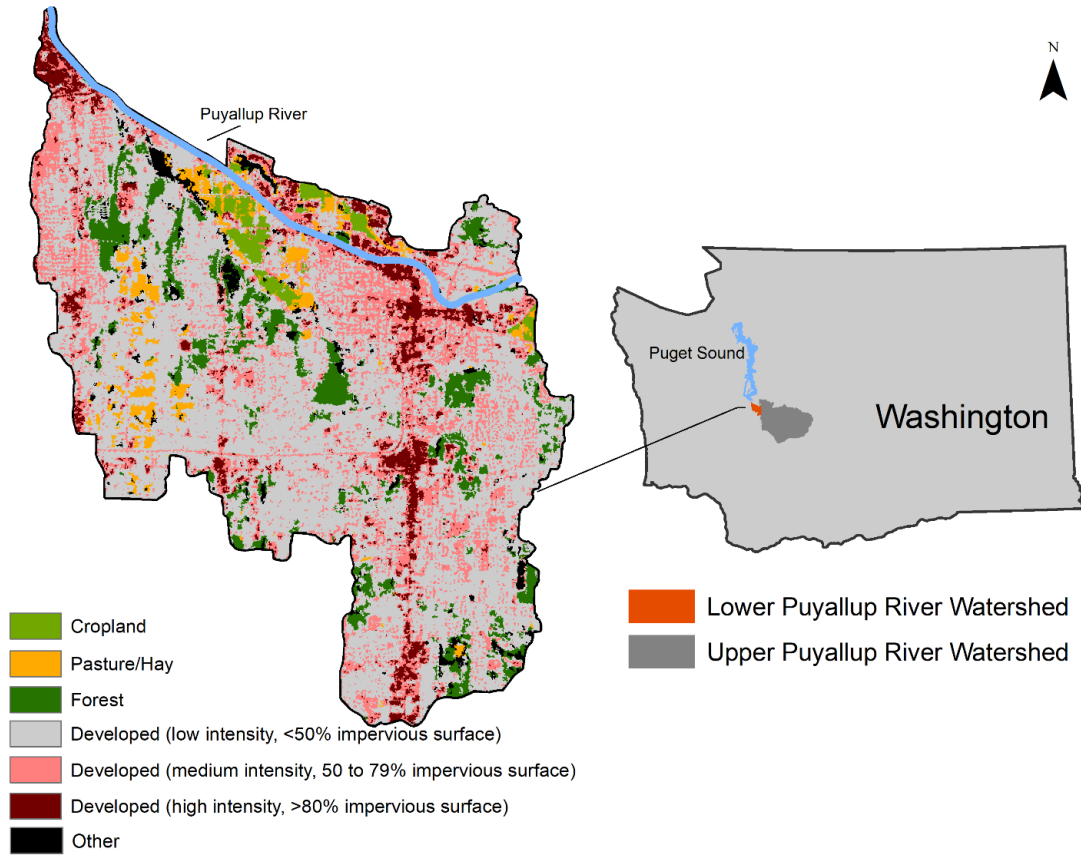 N
Puyallup River
Puget Sound
Washington
Lower Puyallup River Watershed
Upper Puyallup River Watershed
Cropland
Pasture/Hay
Forest
Developed (low intensity, <50% impervious surface)
Developed (medium intensity, 50 to 79% impervious surface)
Developed (high intensity, >80% impervious surface)
Other